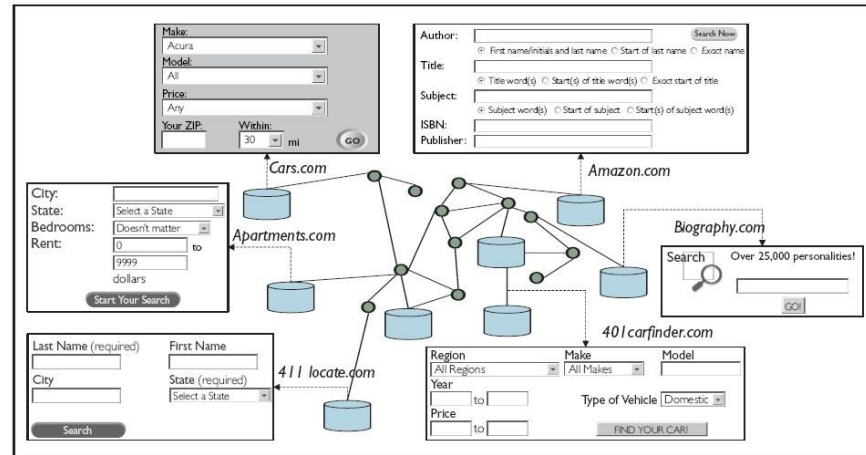 Make:
Acura
Model:
All
Price:
Any
Your ZIP: Within:
30 mi GO
Cars.com
Author: Search Now
First name/initials and last name Start of last name Exact name
Title:
Title word(s) Start(s) of title word(s) Exact start of title
Subject:
Subject word(s) Start of subject Start(s) of subject word(s)
ISBN:
Publisher:
Amazon.com
City:
State: Select a State
Bedrooms: Doesn't matter
Rent: 0 to
9999
dollars
Start Your Search
Apartments.com
Biography.com
Search Over 25,000 personalities!
GO!
Last Name (required) First Name
City State (required)
Select a State
Search
411 locate.com
401carfinder.com
Region Make Model
All Regions All Makes
Year
to Type of Vehicle Domestic
Price
to FIND YOUR CAR!